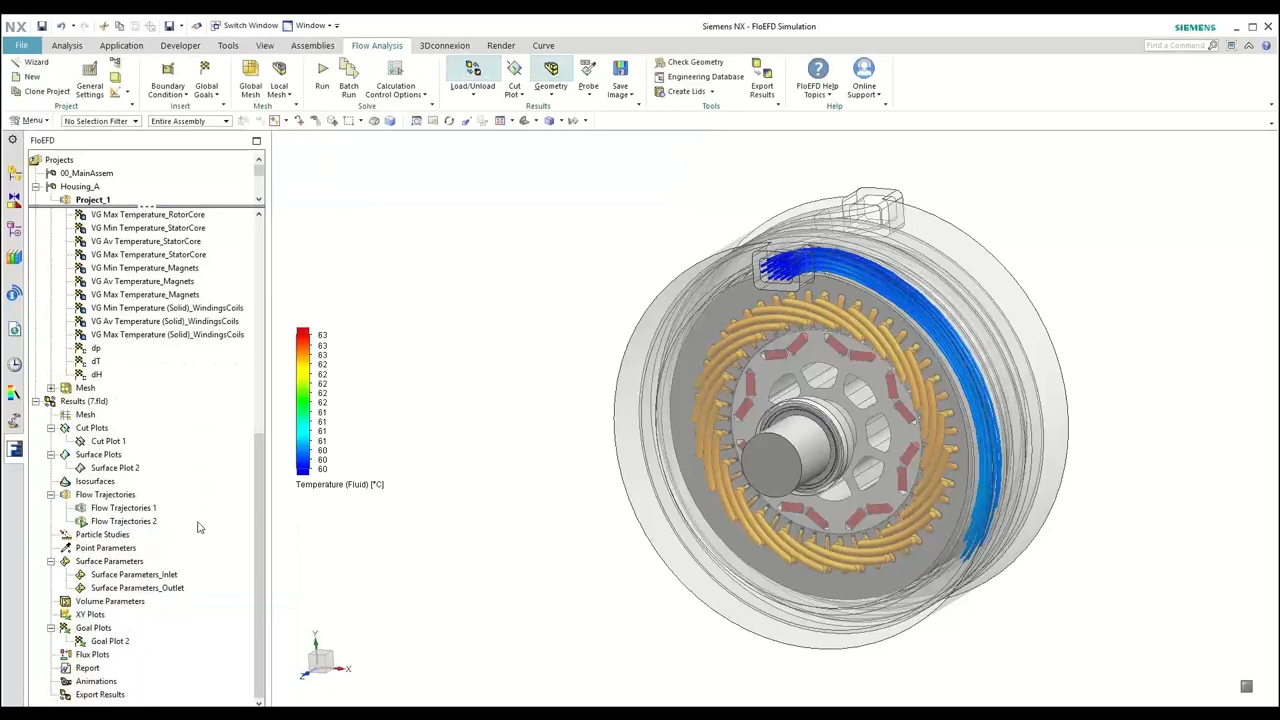 NX
Switch Window
Window
Siemens NX - FloEFD Simulation
SIEMENS
File
Analysis
Application
Developer
Tools
View
Assemblies
Flow Analysis
3Dconnexion
Render
Curve
Find a Command
Wizard
New
Clone Project
General Settings
Project
Boundary Condition
Global Goals
Insert
Global Mesh
Local Mesh
Mesh
Run
Batch Run
Calculation Control Options
Solve
Load/Unload
Cut Plot
Geometry
Probe
Save Image
Results
Check Geometry
Engineering Database
Create Lids
Export Results
Tools
FloEFD Help Topics
Online Support
Help
Menu
No Selection Filter
Entire Assembly
FloEFD
Projects
00_MainAssem
Housing_A
Project_1
VG Max Temperature_RotorCore
VG Min Temperature_StatorCore
VG Av Temperature_StatorCore
VG Max Temperature_StatorCore
VG Min Temperature_Magnets
VG Av Temperature_Magnets
VG Max Temperature_Magnets
VG Min Temperature (Solid)_WindingsCoils
VG Av Temperature (Solid)_WindingsCoils
VG Max Temperature (Solid)_WindingsCoils
dp
dT
dH
Mesh
Results (7.fld)
Mesh
Cut Plots
Cut Plot 1
Surface Plots
Surface Plot 2
Isosurfaces
Flow Trajectories
Flow Trajectories 1
Flow Trajectories 2
Particle Studies
Point Parameters
Surface Parameters
Surface Parameters_Inlet
Surface Parameters_Outlet
Volume Parameters
XY Plots
Goal Plots
Goal Plot 2
Flux Plots
Report
Animations
Export Results
63
63
63
62
62
62
62
61
61
60
60
60
Temperature (Fluid) [°C]
Y
X
Z